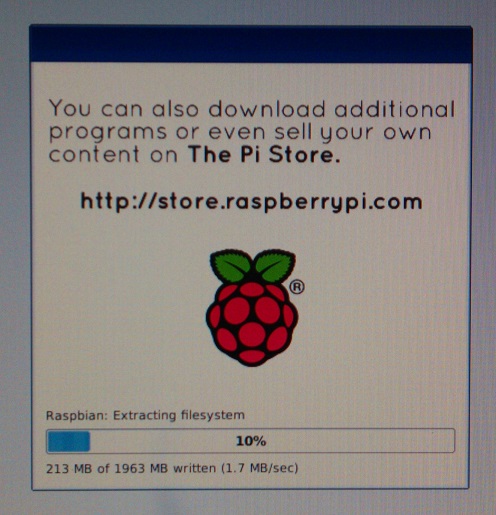 You can also download additional
programs or even sell your own
content on The Pi Store.
http://store.raspberrypi.com
®
Raspbian: Extracting filesystem
10%
213 MB of 1963 MB written (1.7 MB/sec)